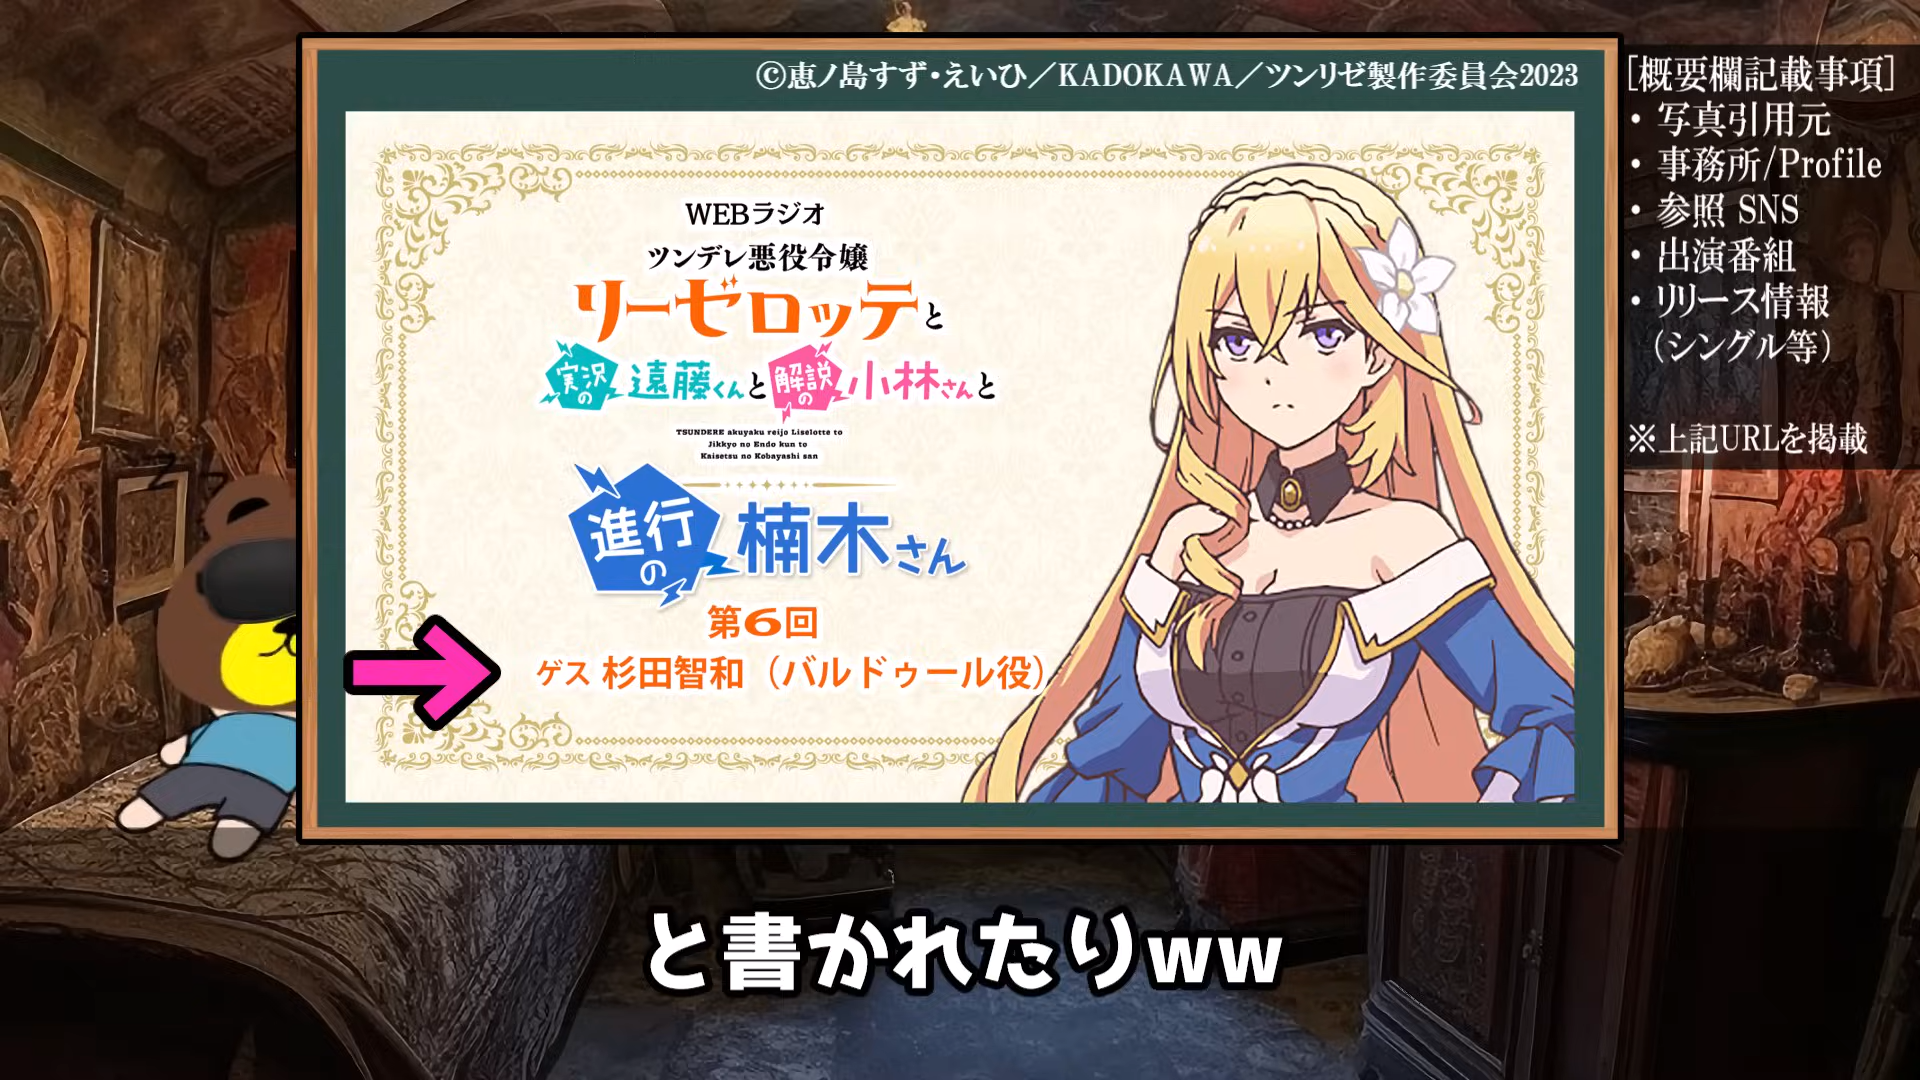 ©恵ノ島すず・えいひ／KADOKAWA／ツンリゼ製作委員会2023
WEBラジオ
ツンデレ悪役令嬢
リーゼロッテと
実況の遠藤くんと解説の小林さんと
TSUNDERE akuyaku reijo Liselotte to
Jikkyo no Endo kun to
Kaisetsu no Kobayashi san
進行の楠木さん
第6回
ゲス 杉田智和（バルドゥール役）
[概要欄記載事項]
・写真引用元
・事務所/Profile
・参照 SNS
・出演番組
・リリース情報
（シングル等）
※上記URLを掲載
と書かれたりww